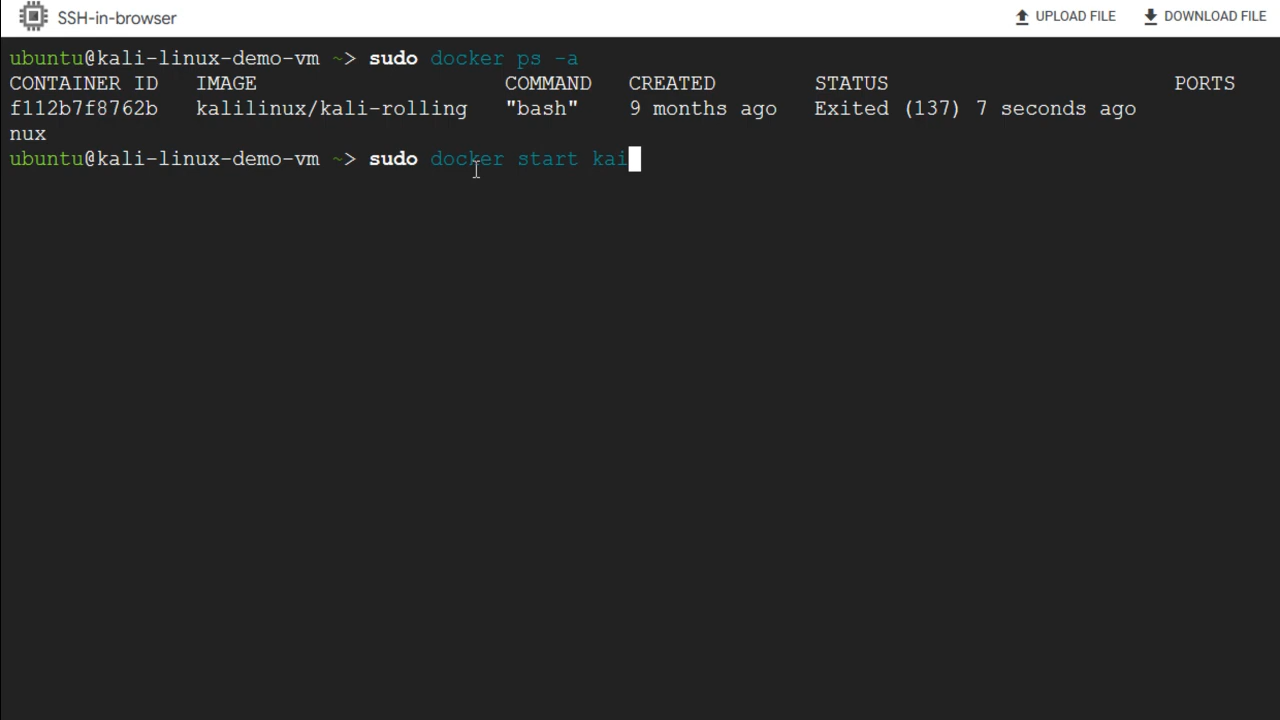 SSH-in-browser UPLOAD FILE DOWNLOAD FILE
ubuntu@kali-linux-demo-vm ~> sudo docker ps -a
CONTAINER ID IMAGE COMMAND CREATED STATUS PORTS
f112b7f8762b kalilinux/kali-rolling "bash" 9 months ago Exited (137) 7 seconds ago
nux
ubuntu@kali-linux-demo-vm ~> sudo docker start kai